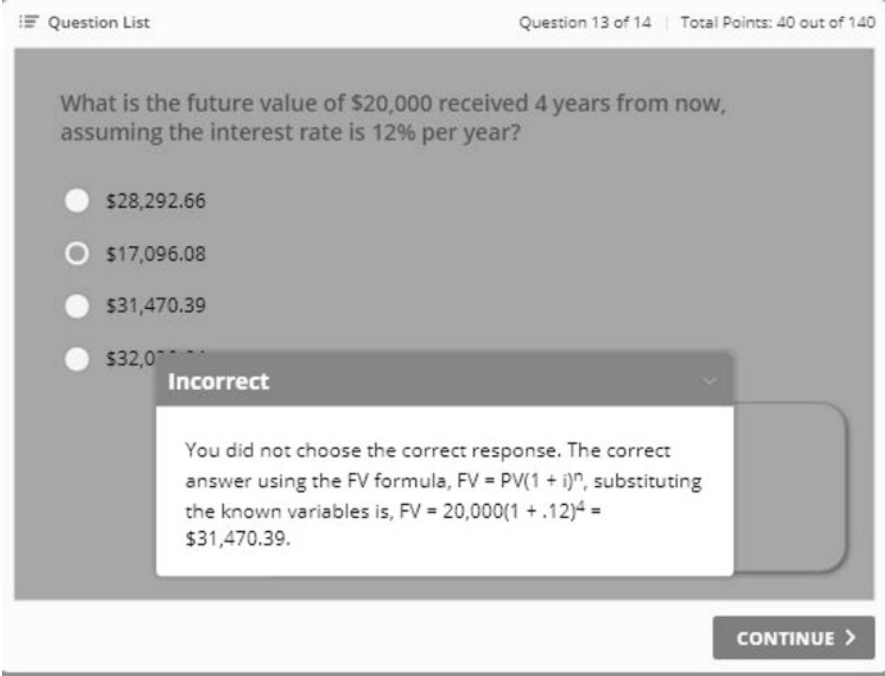 Question List
Question 13 of 14 | Total Points: 40 out of 140
What is the future value of $20,000 received 4 years from now,
assuming the interest rate is 12% per year?
$28,292.66
$17,096.08
$31,470.39
$32,0
Incorrect
You did not choose the correct response. The correct
answer using the FV formula, FV = PV(1 + i)ⁿ, substituting
the known variables is, FV = 20,000(1 + .12)⁴ =
$31,470.39.
CONTINUE